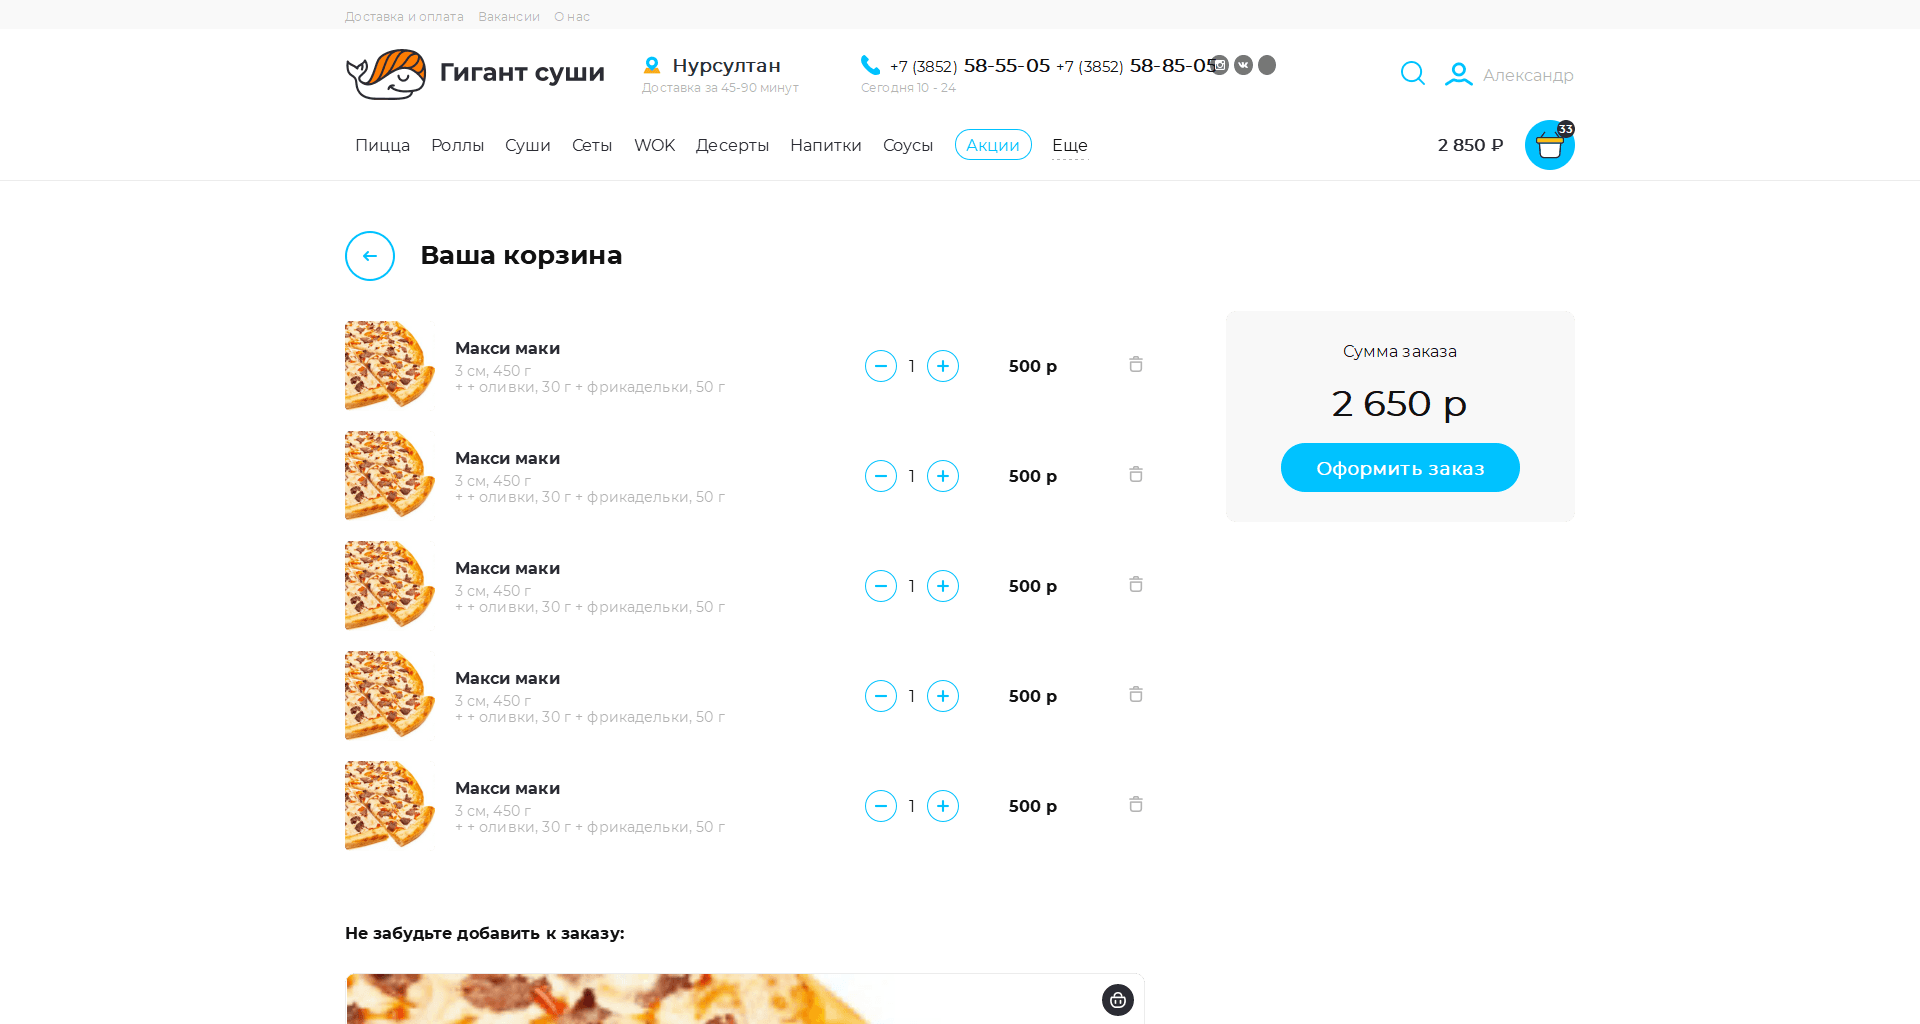 Доставка и оплата Вакансии О нас
Гигант суши
Нурсултан
Доставка за 45-90 минут
+7 (3852) 58-55-05 +7 (3852) 58-85-05
Сегодня 10 - 24
Александр
Пицца Роллы Суши Сеты WOK Десерты Напитки Соусы Акции Еще
2 850 ₽
33
Ваша корзина
Макси маки
3 см, 450 г
+ + оливки, 30 г + фрикадельки, 50 г
1
500 р
Макси маки
3 см, 450 г
+ + оливки, 30 г + фрикадельки, 50 г
1
500 р
Макси маки
3 см, 450 г
+ + оливки, 30 г + фрикадельки, 50 г
1
500 р
Макси маки
3 см, 450 г
+ + оливки, 30 г + фрикадельки, 50 г
1
500 р
Макси маки
3 см, 450 г
+ + оливки, 30 г + фрикадельки, 50 г
1
500 р
Сумма заказа
2 650 р
Оформить заказ
Не забудьте добавить к заказу: